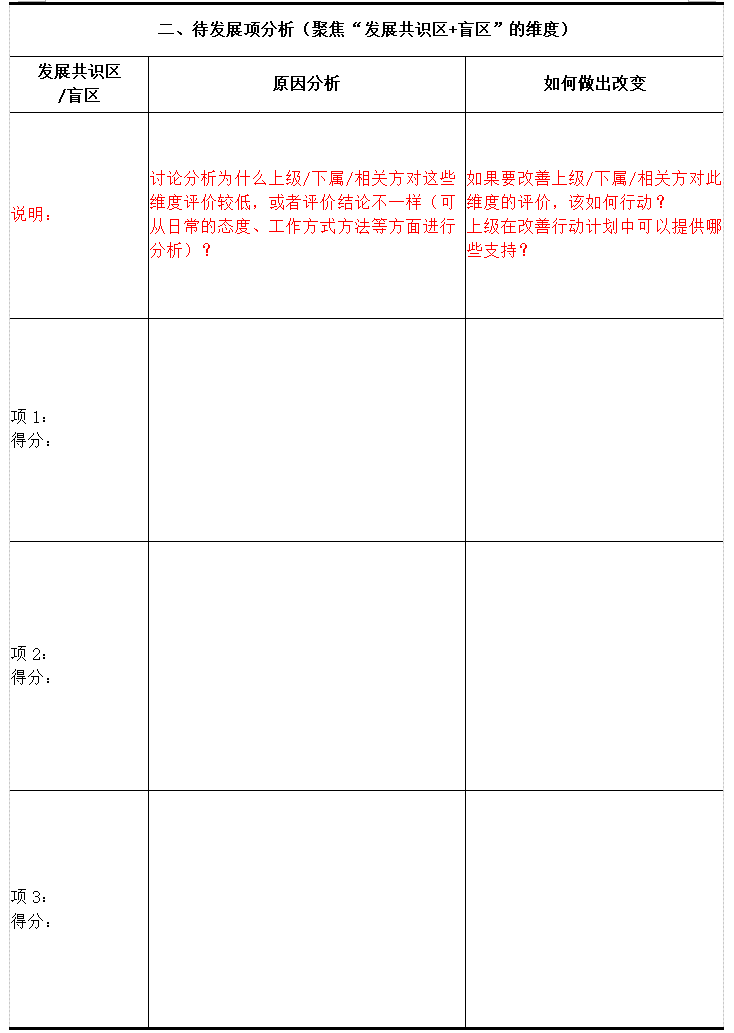 二、待发展项分析（聚焦“发展共识区+盲区”的维度）
发展共识区
/盲区
原因分析
如何做出改变
说明：
讨论分析为什么上级/下属/相关方对这些
维度评价较低，或者评价结论不一样（可
从日常的态度、工作方式方法等方面进行
分析）？
如果要改善上级/下属/相关方对此
维度的评价，该如何行动？
上级在改善行动计划中可以提供哪
些支持？
项1：
得分：
项2：
得分：
项3：
得分：